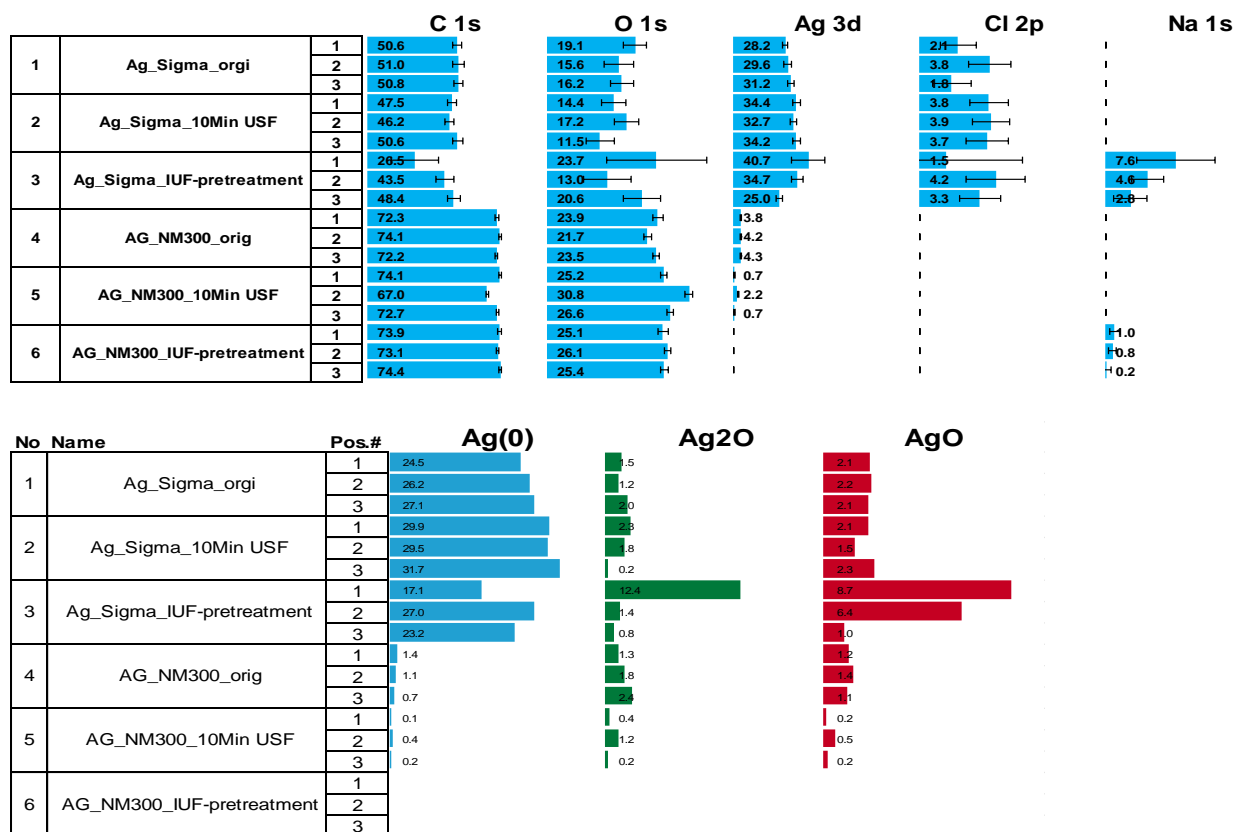 C 1s O 1s Ag 3d Cl 2p Na 1s
1 50.6 19.1 28.2 2.1
1 Ag_Sigma_orgi 2 51.0 15.6 29.6 3.8
3 50.8 16.2 31.2 1.8
1 47.5 14.4 34.4 3.8
2 Ag_Sigma_10Min USF 2 46.2 17.2 32.7 3.9
3 50.6 11.5 34.2 3.7
1 26.5 23.7 40.7 1.5 7.6
3 Ag_Sigma_IUF-pretreatment 2 43.5 13.0 34.7 4.2 4.6
3 48.4 20.6 25.0 3.3 2.8
1 72.3 23.9 3.8
4 AG_NM300_orig 2 74.1 21.7 4.2
3 72.2 23.5 4.3
1 74.1 25.2 0.7
5 AG_NM300_10Min USF 2 67.0 30.8 2.2
3 72.7 26.6 0.7
1 73.9 25.1 1.0
6 AG_NM300_IUF-pretreatment 2 73.1 26.1 0.8
3 74.4 25.4 0.2
No Name Pos.# Ag(0) Ag2O AgO
1 24.5 1.5 2.1
1 Ag_Sigma_orgi 2 26.2 1.2 2.2
3 27.1 2.0 2.1
1 29.9 2.3 2.1
2 Ag_Sigma_10Min USF 2 29.5 1.8 1.5
3 31.7 0.2 2.3
1 17.1 12.4 8.7
3 Ag_Sigma_IUF-pretreatment 2 27.0 1.4 6.4
3 23.2 0.8 1.0
1 1.4 1.3 1.2
4 AG_NM300_orig 2 1.1 1.8 1.4
3 0.7 2.4 1.1
1 0.1 0.4 0.2
5 AG_NM300_10Min USF 2 0.4 1.2 0.5
3 0.2 0.2 0.2
1
6 AG_NM300_IUF-pretreatment 2
3